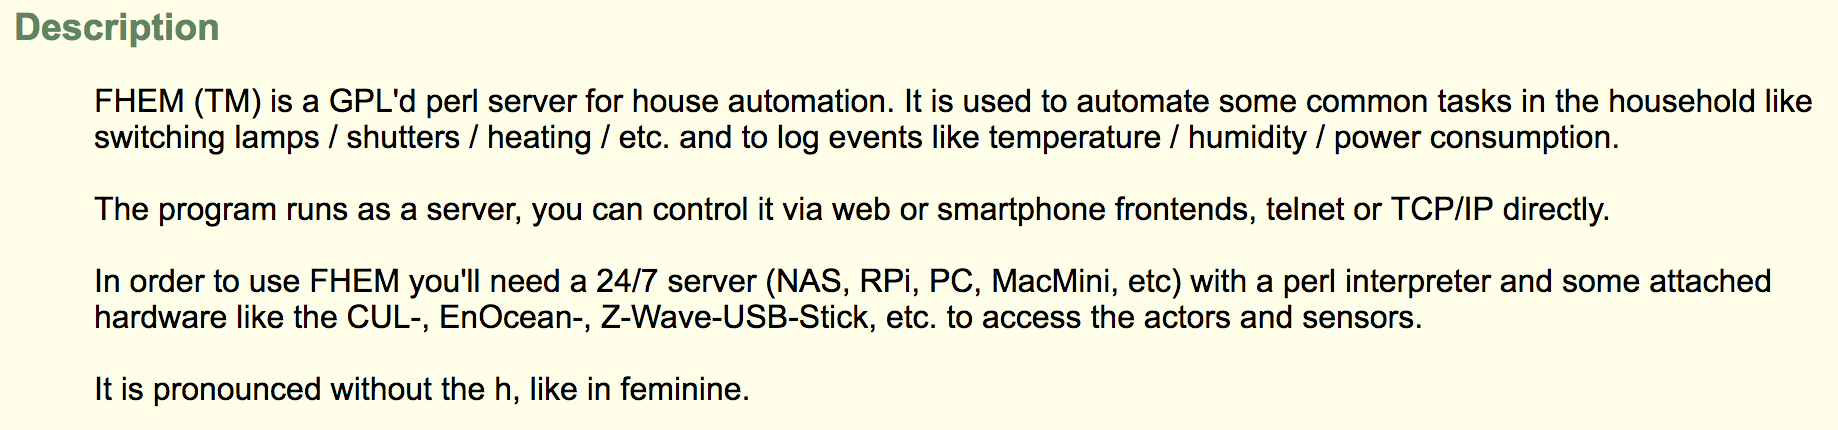 Description
FHEM (TM) is a GPL'd perl server for house automation. It is used to automate some common tasks in the household like
switching lamps / shutters / heating / etc. and to log events like temperature / humidity / power consumption.
The program runs as a server, you can control it via web or smartphone frontends, telnet or TCP/IP directly.
In order to use FHEM you'll need a 24/7 server (NAS, RPi, PC, MacMini, etc) with a perl interpreter and some attached
hardware like the CUL-, EnOcean-, Z-Wave-USB-Stick, etc. to access the actors and sensors.
It is pronounced without the h, like in feminine.